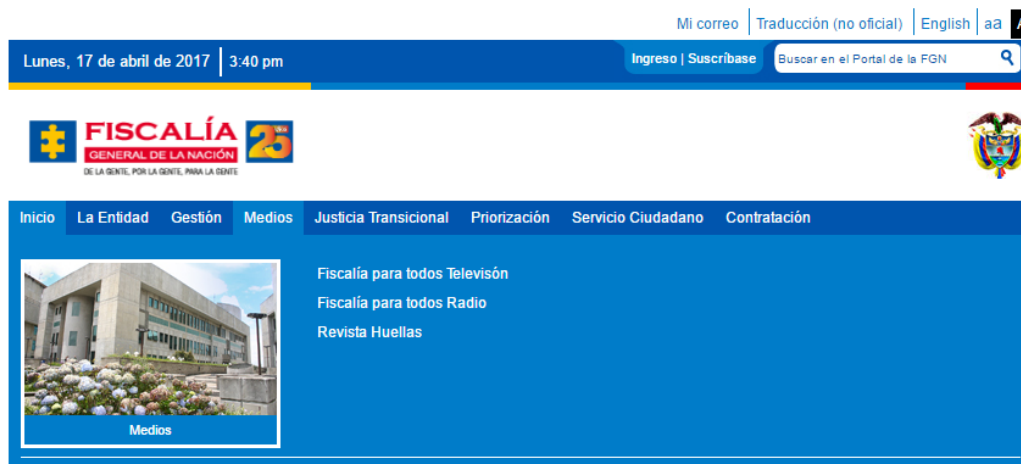 Mi correo Traducción (no oficial) English aa A
Lunes, 17 de abril de 2017 3:40 pm Ingreso | Suscríbase Buscar en el Portal de la FGN
FISCALÍA
GENERAL DE LA NACIÓN
DE LA GENTE, POR LA GENTE, PARA LA GENTE
25
Inicio La Entidad Gestión Medios Justicia Transicional Priorización Servicio Ciudadano Contratación
Fiscalía para todos Televisón
Fiscalía para todos Radio
Revista Huellas
Medios